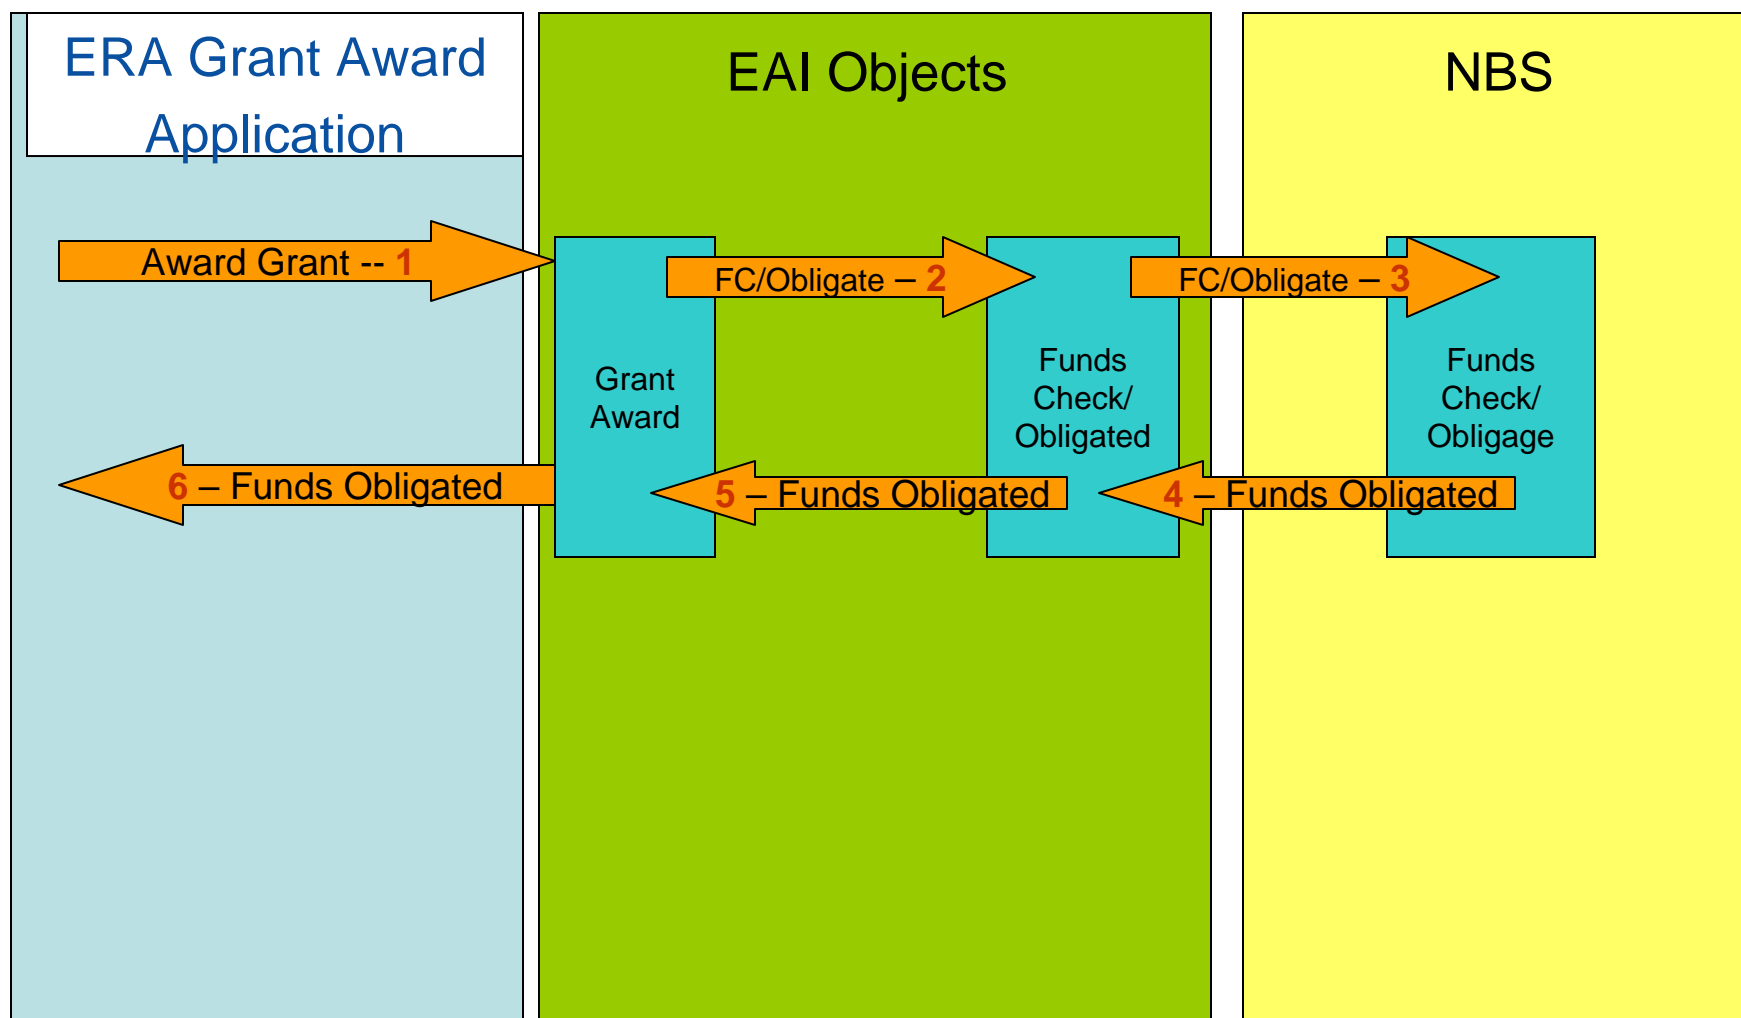 ERA Grant Award
Application
EAI Objects
NBS
Award Grant -- 1
FC/Obligate – 2
FC/Obligate – 3
Grant
Award
Funds
Check/
Obligated
Funds
Check/
Obligage
6 – Funds Obligated
5 – Funds Obligated
4 – Funds Obligated